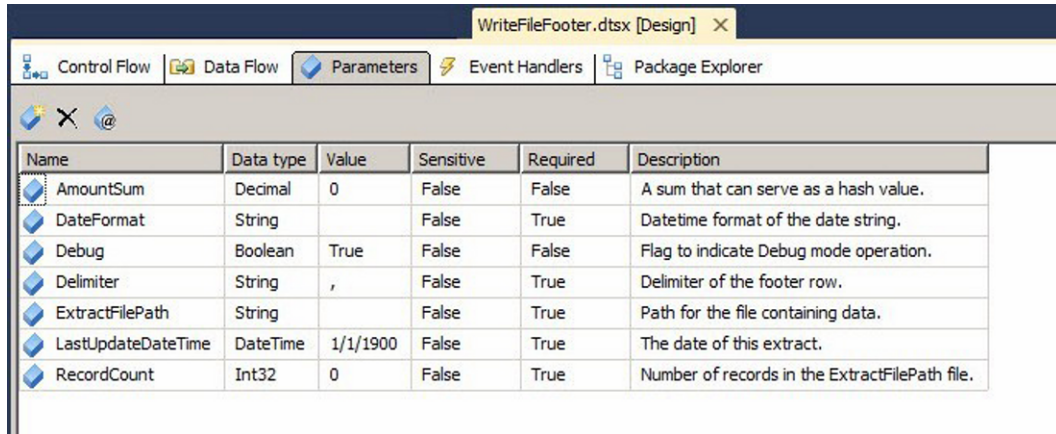 WriteFileFooter.dtsx [Design]
Control Flow Data Flow Parameters Event Handlers Package Explorer
Name Data type Value Sensitive Required Description
AmountSum Decimal 0 False False A sum that can serve as a hash value.
DateFormat String False True Datetime format of the date string.
Debug Boolean True False False Flag to indicate Debug mode operation.
Delimiter String , False True Delimiter of the footer row.
ExtractFilePath String False True Path for the file containing data.
LastUpdateDateTime DateTime 1/1/1900 False True The date of this extract.
RecordCount Int32 0 False True Number of records in the ExtractFilePath file.